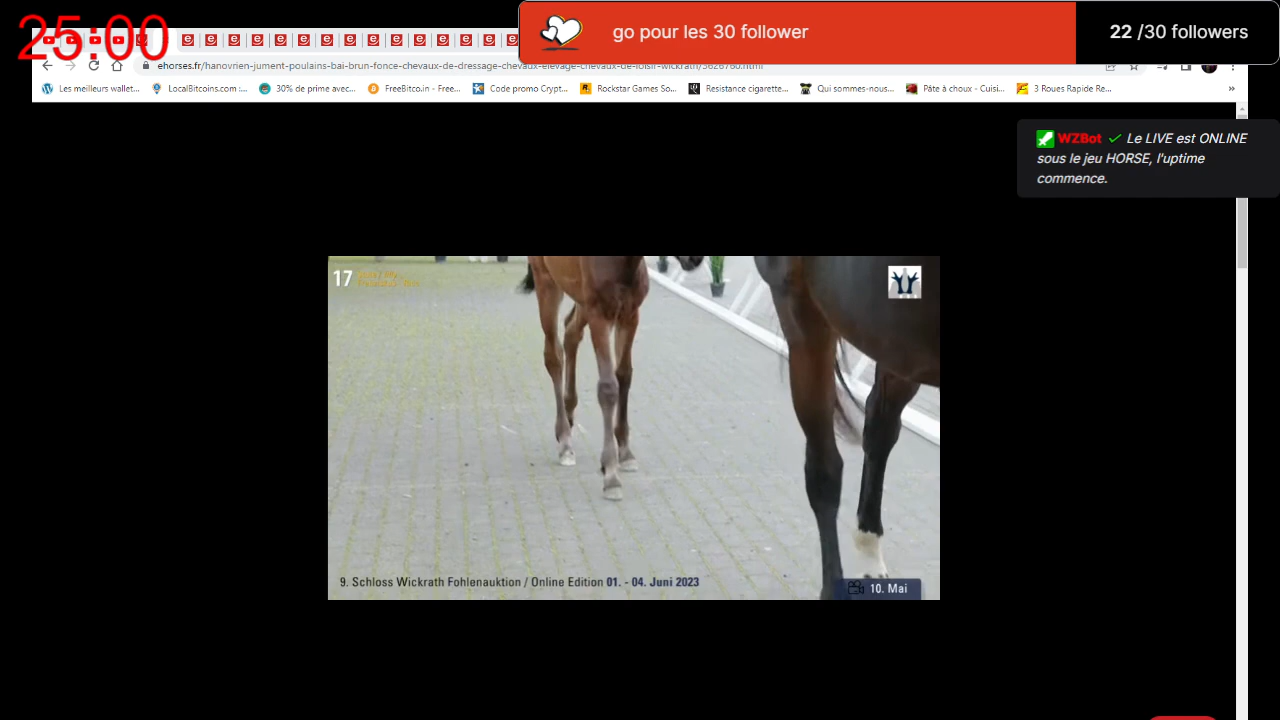 25:00
go pour les 30 follower
22 /30 followers
ehorses.fr/hanovrien-jument-poulains-bai-brun-fonce-chevaux-de-dressage-chevaux-elevage-chevaux-de-loisir-wickrath/5626760.html
Les meilleurs wallet...
LocalBitcoins.com :...
30% de prime avec...
FreeBitco.in - Free...
Code promo Crypt...
Rockstar Games So...
Resistance cigarette...
Qui sommes-nous...
Pâte à choux - Cuisi...
3 Roues Rapide Re...
»
WZBot ✓ Le LIVE est ONLINE
sous le jeu HORSE, l'uptime
commence.
17
9. Schloss Wickrath Fohlenauktion / Online Edition 01. - 04. Juni 2023
10. Mai